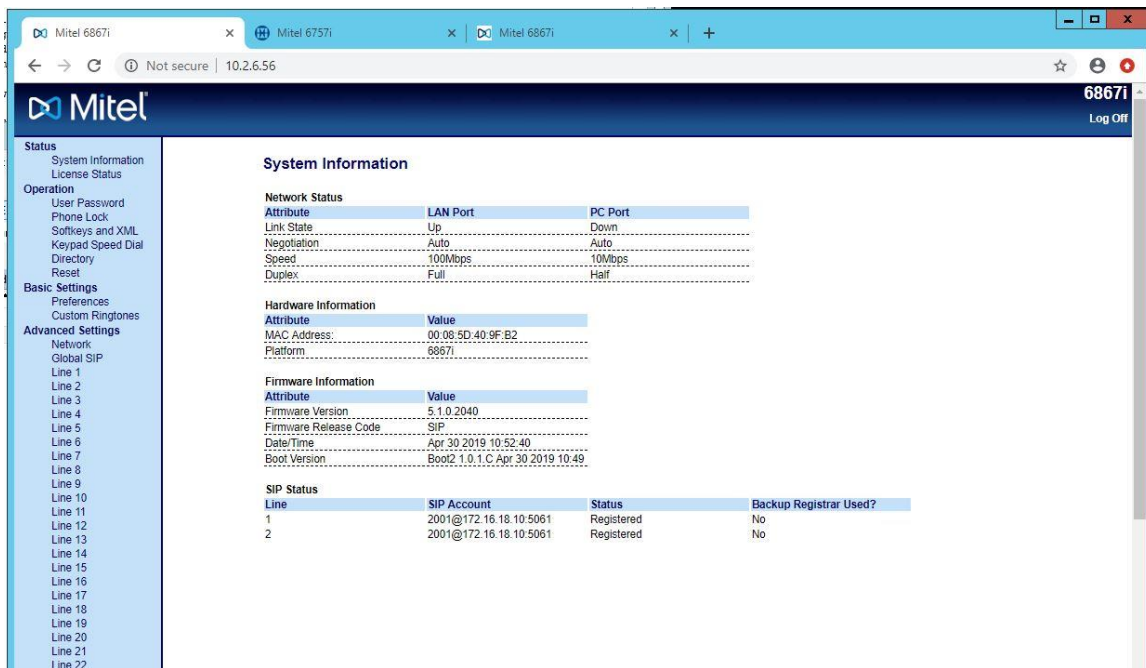 Mitel 6867i
Mitel 6757i
Mitel 6867i
Not secure | 10.2.6.56
Mitel
6867i
Log Off
Status
System Information
License Status
Operation
User Password
Phone Lock
Softkeys and XML
Keypad Speed Dial
Directory
Reset
Basic Settings
Preferences
Custom Ringtones
Advanced Settings
Network
Global SIP
Line 1
Line 2
Line 3
Line 4
Line 5
Line 6
Line 7
Line 8
Line 9
Line 10
Line 11
Line 12
Line 13
Line 14
Line 15
Line 16
Line 17
Line 18
Line 19
Line 20
Line 21
Line 22
System Information
Network Status
Attribute LAN Port PC Port
Link State Up Down
Negotiation Auto Auto
Speed 100Mbps 10Mbps
Duplex Full Half
Hardware Information
Attribute Value
MAC Address: 00:08:5D:40:9F:B2
Platform 6867i
Firmware Information
Attribute Value
Firmware Version 5.1.0.2040
Firmware Release Code SIP
Date/Time Apr 30 2019 10:52:40
Boot Version Boot2 1.0.1.C Apr 30 2019 10:49
SIP Status
Line SIP Account Status Backup Registrar Used?
1 2001@172.16.18.10:5061 Registered No
2 2001@172.16.18.10:5061 Registered No